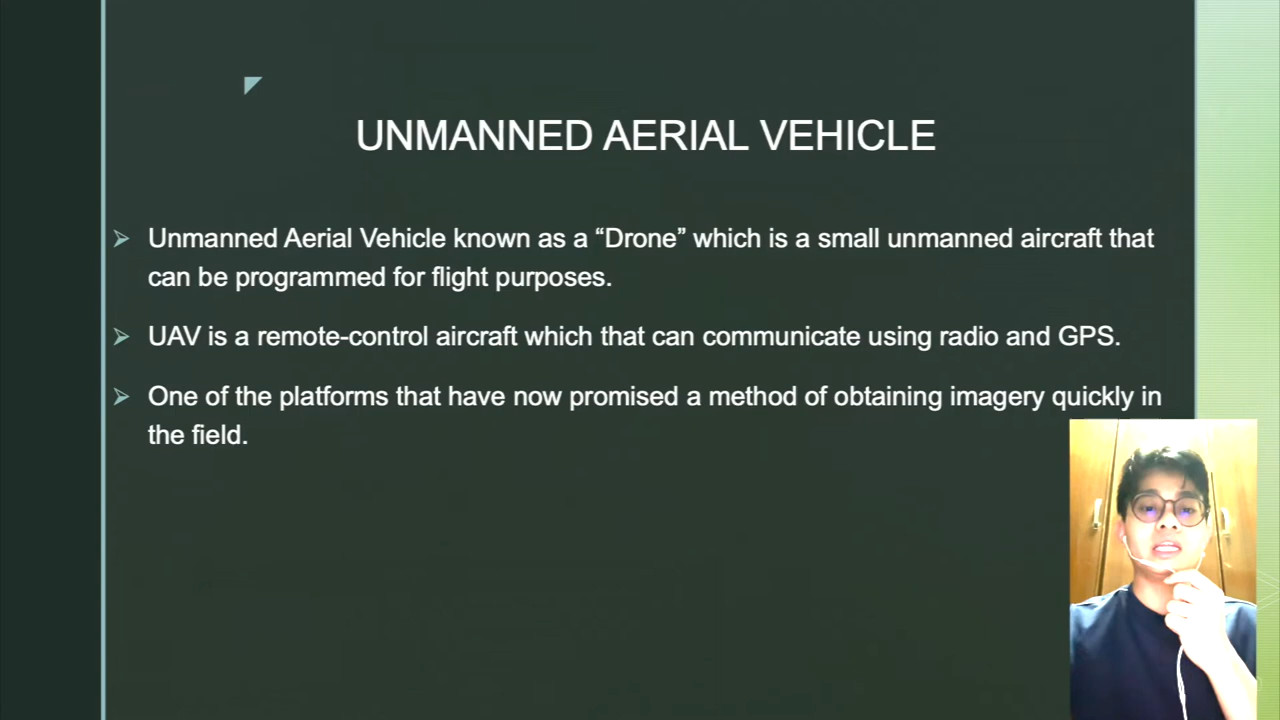 UNMANNED AERIAL VEHICLE
Unmanned Aerial Vehicle known as a “Drone” which is a small unmanned aircraft that
can be programmed for flight purposes.
UAV is a remote-control aircraft which that can communicate using radio and GPS.
One of the platforms that have now promised a method of obtaining imagery quickly in
the field.